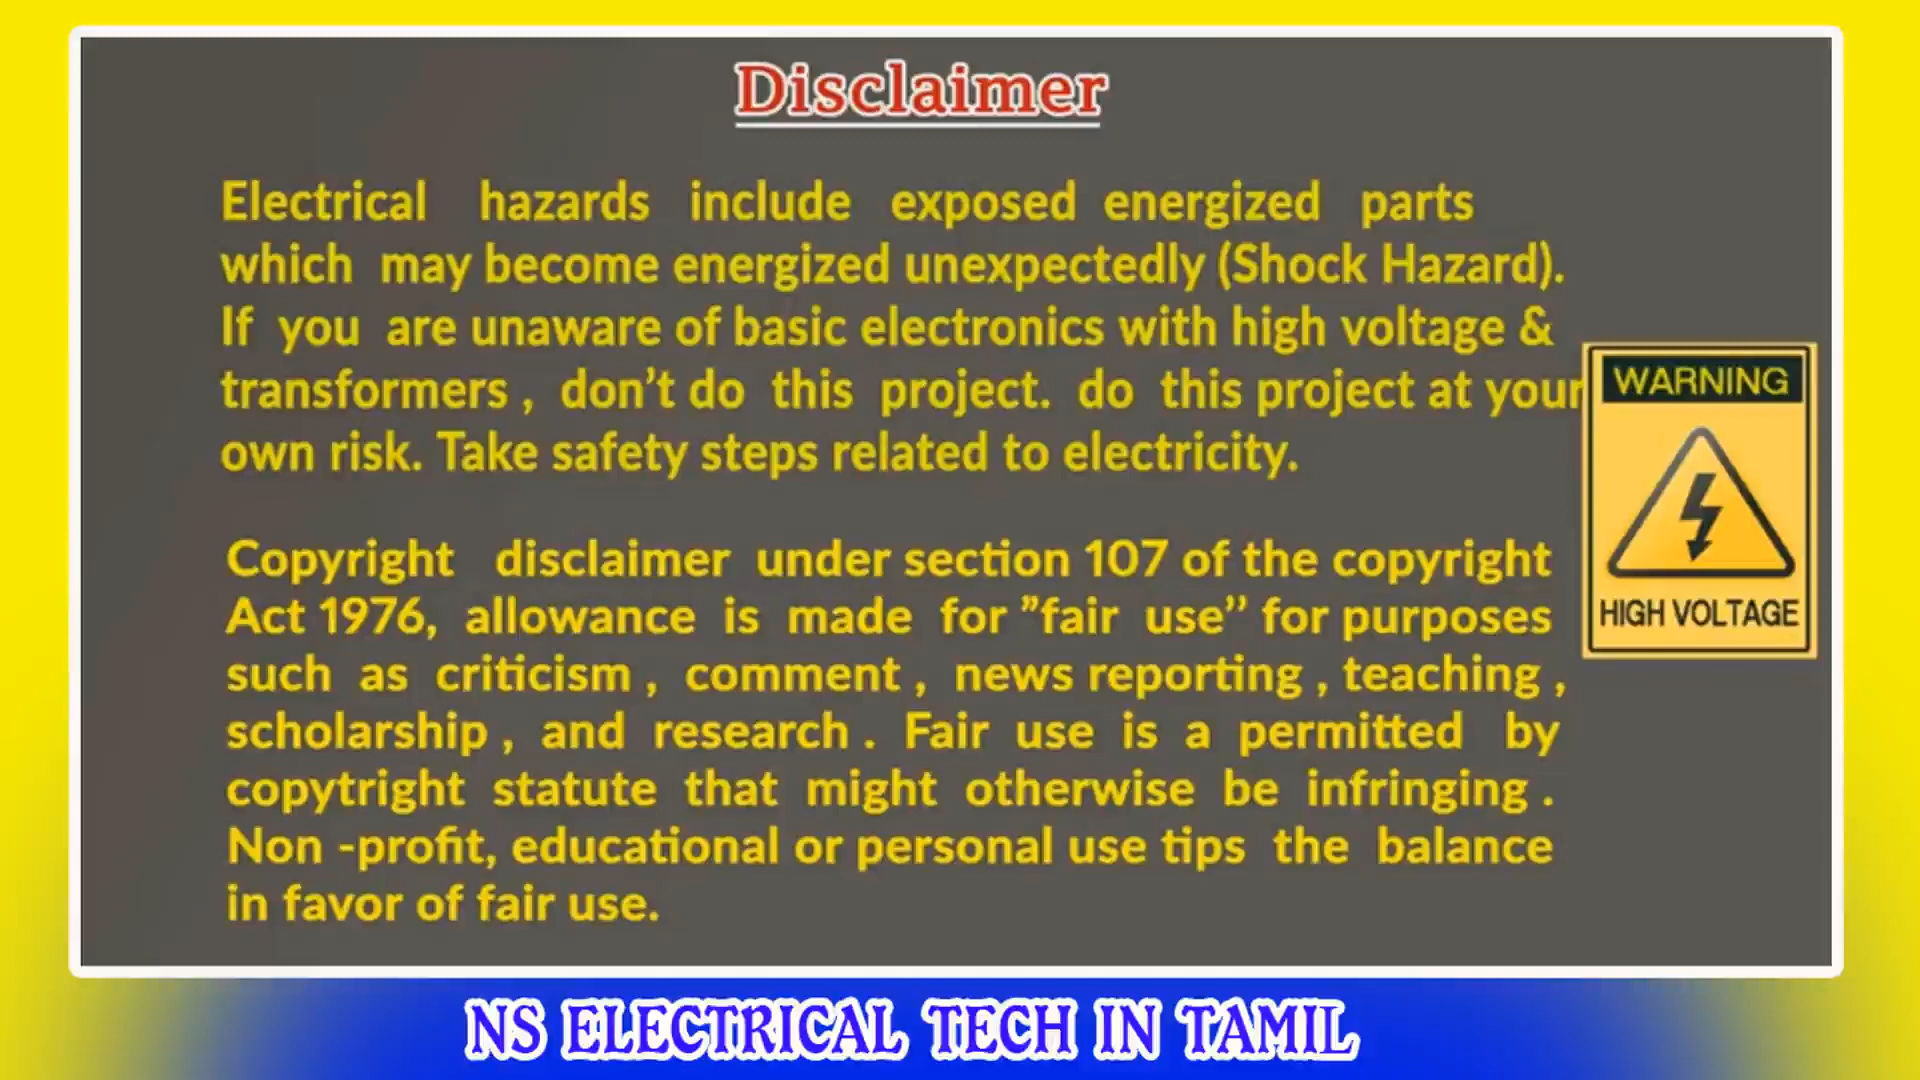 Disclaimer
Electrical hazards include exposed energized parts
which may become energized unexpectedly (Shock Hazard).
If you are unaware of basic electronics with high voltage &
transformers , don’t do this project. do this project at your
own risk. Take safety steps related to electricity.
WARNING
HIGH VOLTAGE
Copyright disclaimer under section 107 of the copyright
Act 1976, allowance is made for ”fair use’’ for purposes
such as criticism , comment , news reporting , teaching ,
scholarship , and research . Fair use is a permitted by
copytright statute that might otherwise be infringing .
Non -profit, educational or personal use tips the balance
in favor of fair use.
NS ELECTRICAL TECH IN TAMIL